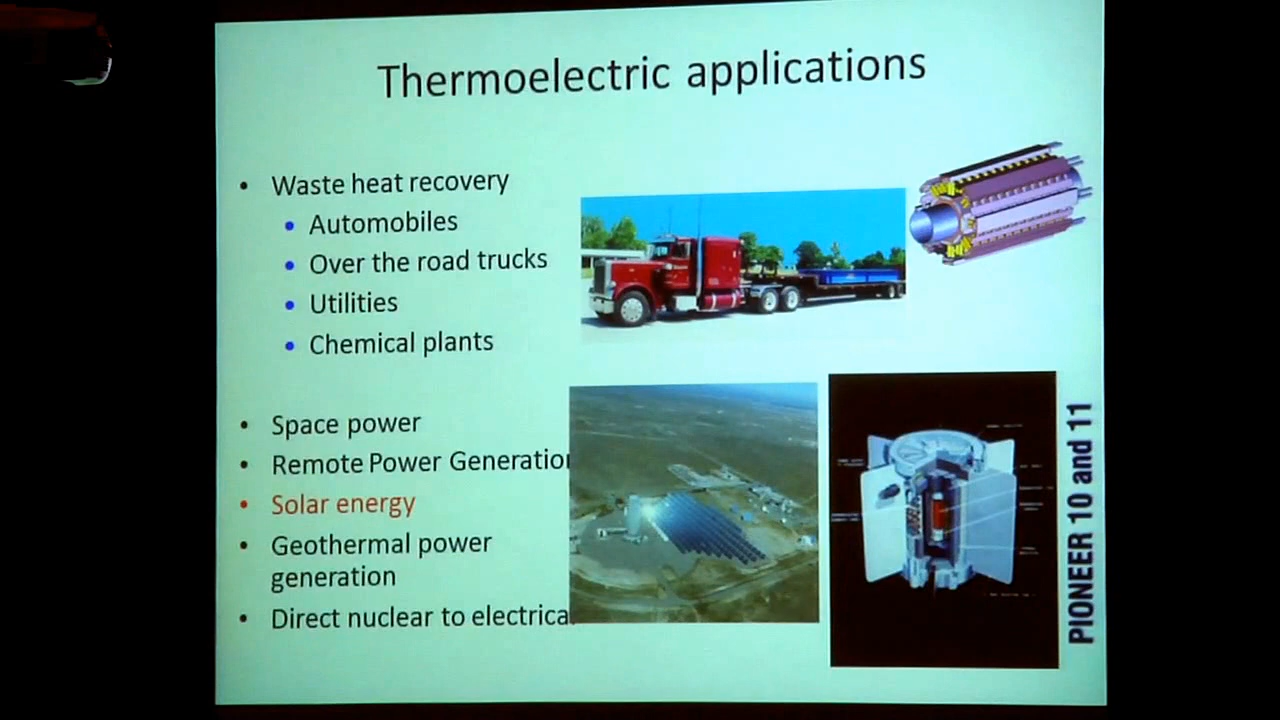 Thermoelectric applications
• Waste heat recovery
• Automobiles
• Over the road trucks
• Utilities
• Chemical plants
• Space power
• Remote Power Generatio
• Solar energy
• Geothermal power
generation
• Direct nuclear to electrica
PIONEER 10 and 11